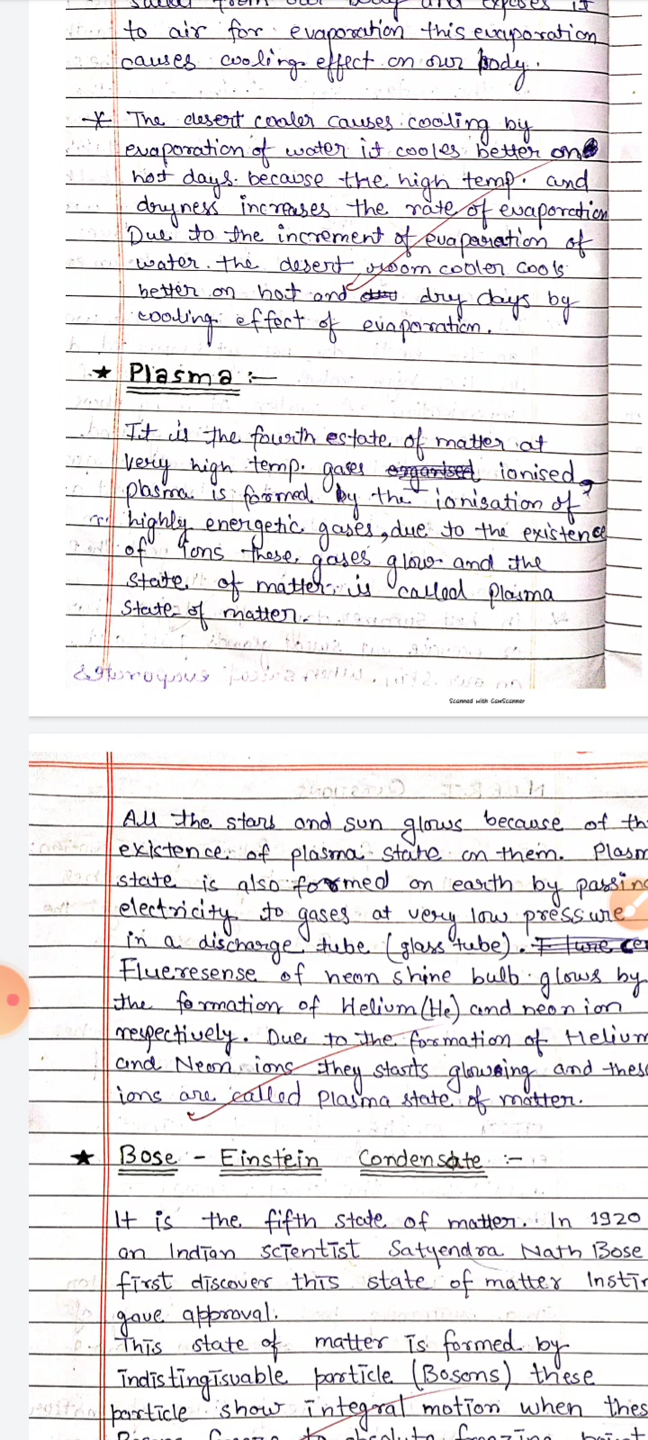 to air for evaporation this evaporation
causes cooling effect on our body.
* The desert cooler causes cooling by
evaporation of water it cooles better on
hot days. because the high temp. and
dryness increases the rate of evaporation
Due to the increment of evaparation of
water. the desert room cooler cools
better on hot and dry days by
cooling effect of evaporation.
★ Plasma :-
It is the fourth estate of matter at
very high temp. gases ionised,
plasma is formed by the ionisation of
highly energetic gases, due to the existence
of ions these gases glow and the
state of matter is called plasma
state of matter.
Scanned with CamScanner
All the stars and sun glows because of th
existence of plasma state on them. Plasm
state is also formed on earth by passing
electricity to gases at very low pressure
in a discharge tube (glass tube).
Flueresense of neon shine bulb glows by
the formation of Helium (He) and neon ion
respectively. Due to the formation of Helium
and Neon ions they starts glowing and thes
ions are called plasma state of matter.
★ Bose - Einstein Condensate :-
It is the fifth state of matter. In 1920
an Indian scientist Satyendra Nath Bose
first discover this state of matter
gave approval.
This state of matter is formed by
indistingisuable particle (Bosons) these
particle show integral motion when thes